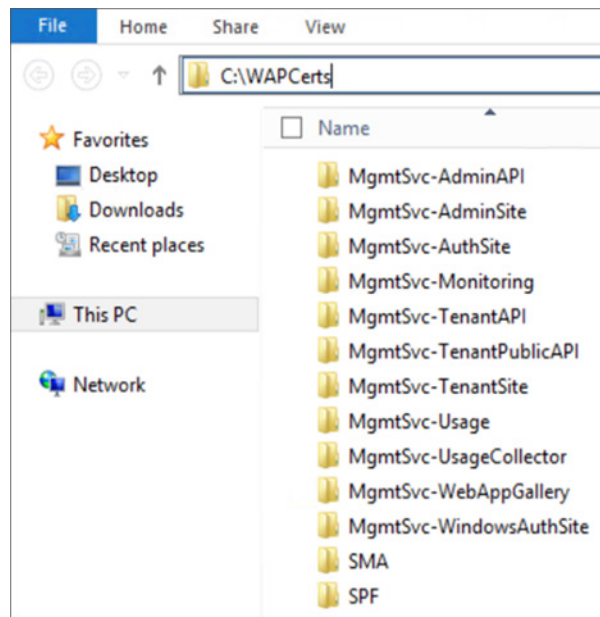 File Home Share View
C:\WAPCerts
Favorites
Desktop
Downloads
Recent places
This PC
Network
Name
MgmtSvc-AdminAPI
MgmtSvc-AdminSite
MgmtSvc-AuthSite
MgmtSvc-Monitoring
MgmtSvc-TenantAPI
MgmtSvc-TenantPublicAPI
MgmtSvc-TenantSite
MgmtSvc-Usage
MgmtSvc-UsageCollector
MgmtSvc-WebAppGallery
MgmtSvc-WindowsAuthSite
SMA
SPF